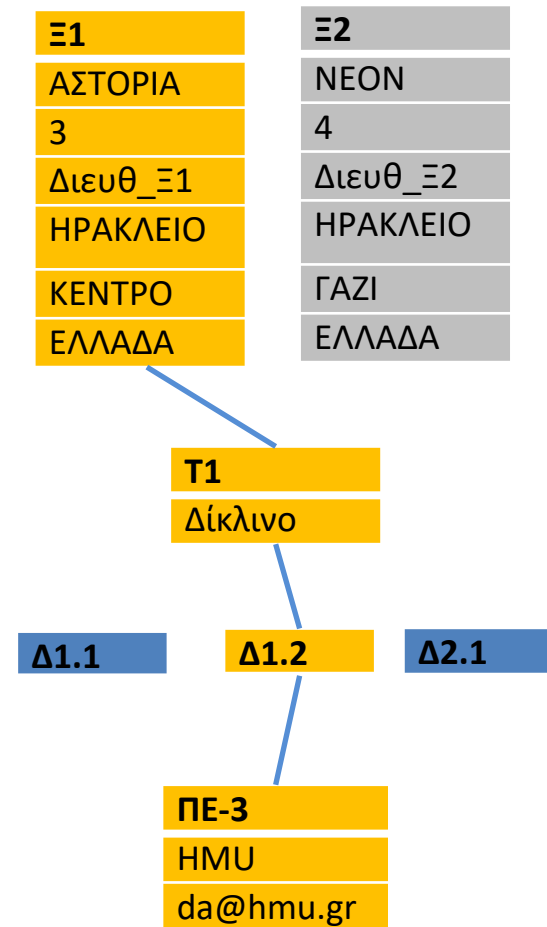 Ξ1
ΑΣΤΟΡΙΑ
3
Διευθ_Ξ1
ΗΡΑΚΛΕΙΟ
ΚΕΝΤΡΟ
ΕΛΛΑΔΑ
Ξ2
ΝΕΟΝ
4
Διευθ_Ξ2
ΗΡΑΚΛΕΙΟ
ΓΑΖΙ
ΕΛΛΑΔΑ
Τ1
Δίκλινο
Δ1.1
Δ1.2
Δ2.1
ΠΕ-3
HMU
da@hmu.gr